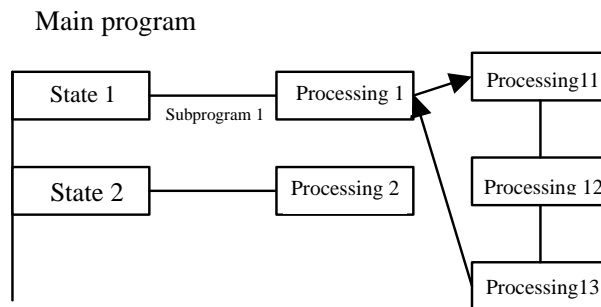 Main program
State 1
Subprogram 1
Processing 1
Processing11
State 2
Processing 2
Processing 12
Processing13